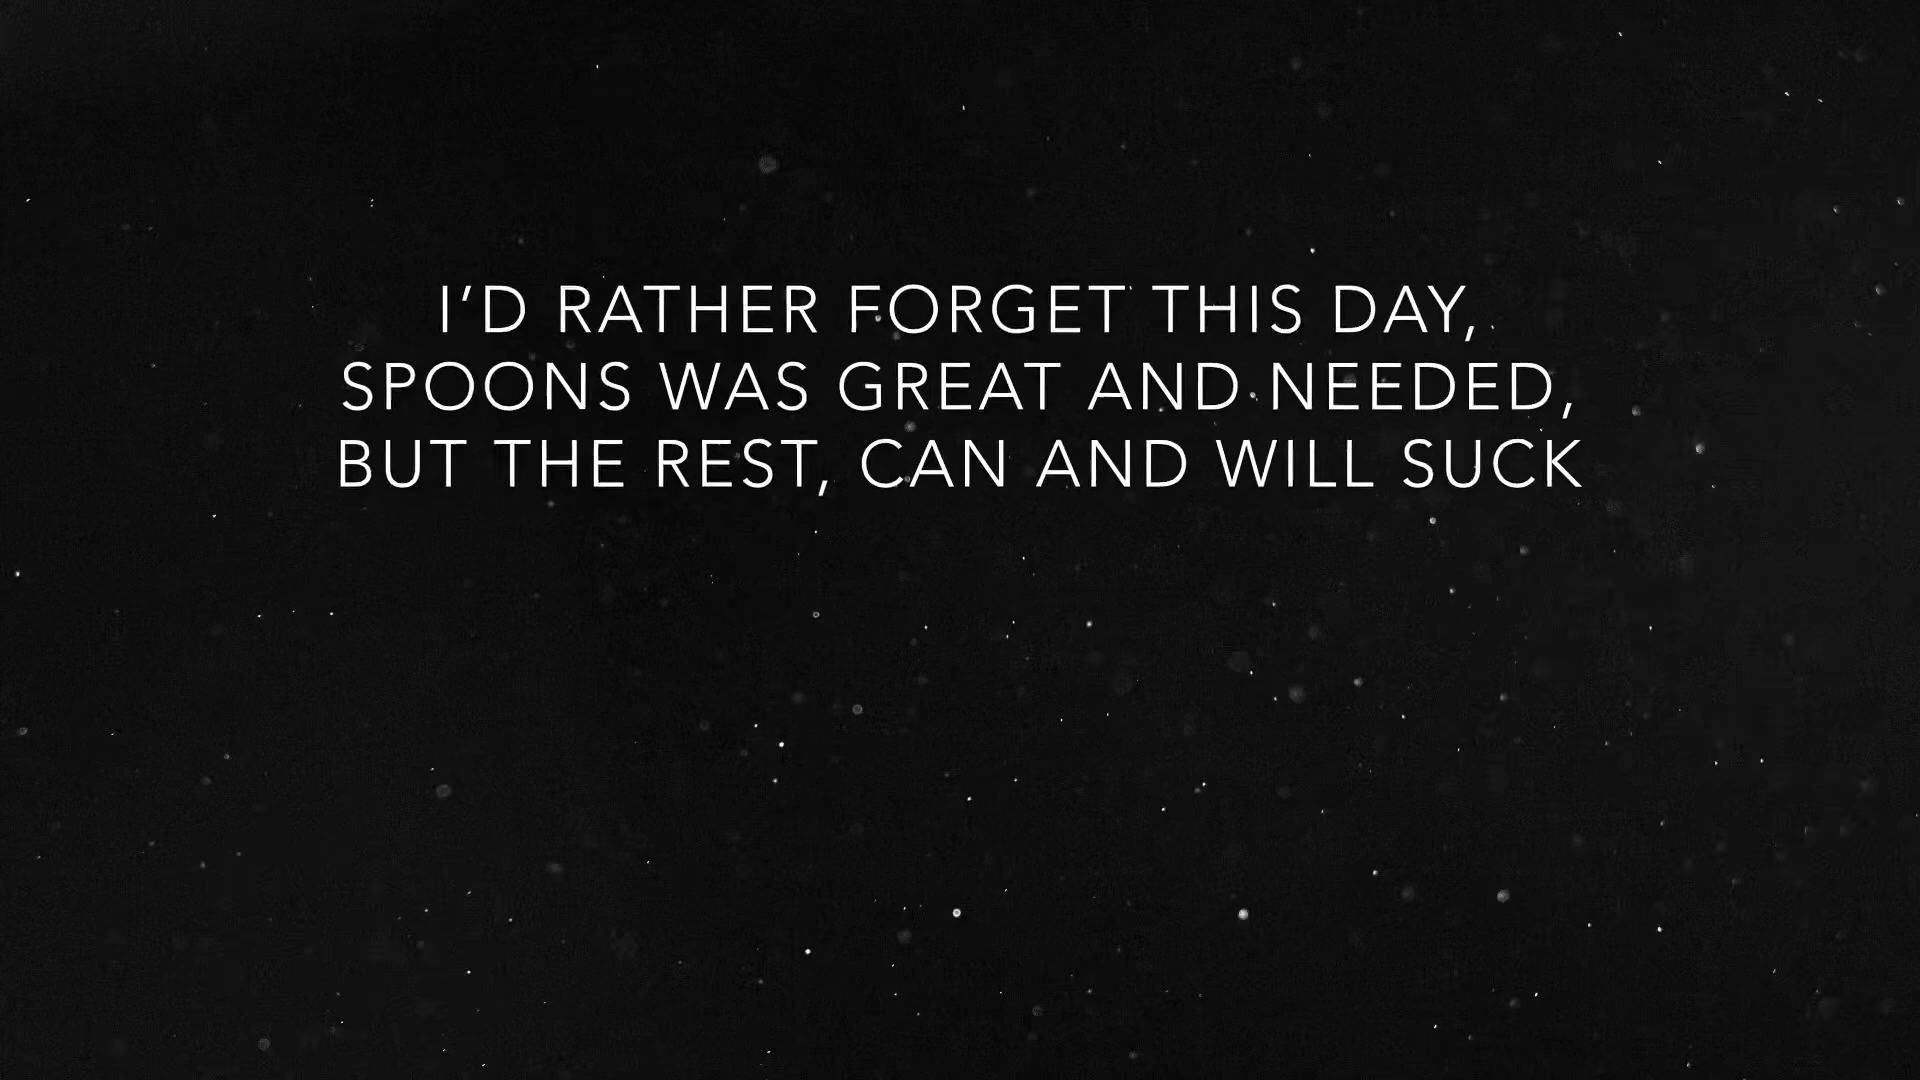 I’D RATHER FORGET THIS DAY,
SPOONS WAS GREAT AND NEEDED,
BUT THE REST, CAN AND WILL SUCK